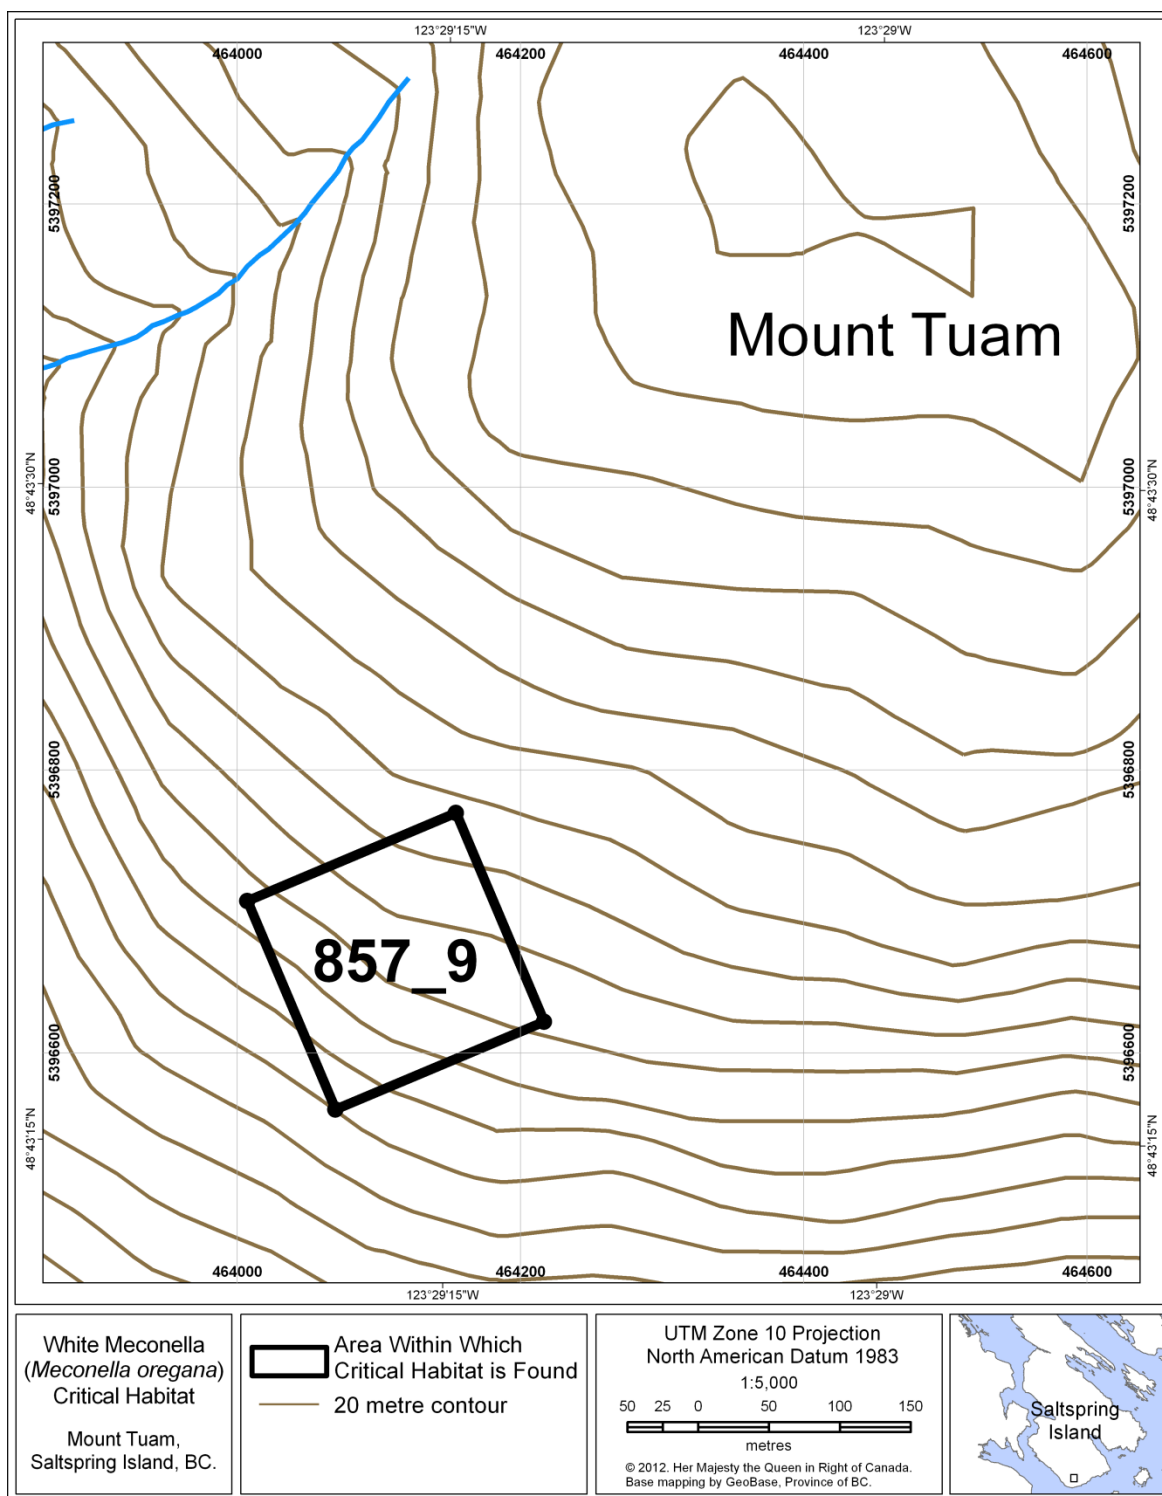 123°29'15"W
123°29'W
464000
464200
464400
464600
5397200
5397200
Mount Tuam
48°43'30"N
5397000
5397000
48°43'30"N
5396800
5396800
857_9
5396600
5396600
48°43'15"N
48°43'15"N
464000
464200
464400
464600
123°29'15"W
123°29'W
White Meconella
(Meconella oregana)
Critical Habitat
Mount Tuam,
Saltspring Island, BC.
Area Within Which
Critical Habitat is Found
20 metre contour
UTM Zone 10 Projection
North American Datum 1983
1:5,000
50 25 0 50 100 150
metres
© 2012. Her Majesty the Queen in Right of Canada.
Base mapping by GeoBase, Province of BC.
Saltspring
Island